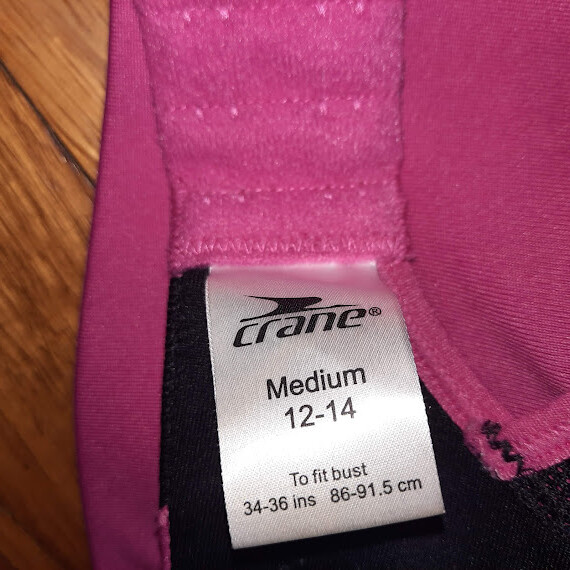 crane®
Medium
12-14
To fit bust
34-36 ins 86-91.5 cm